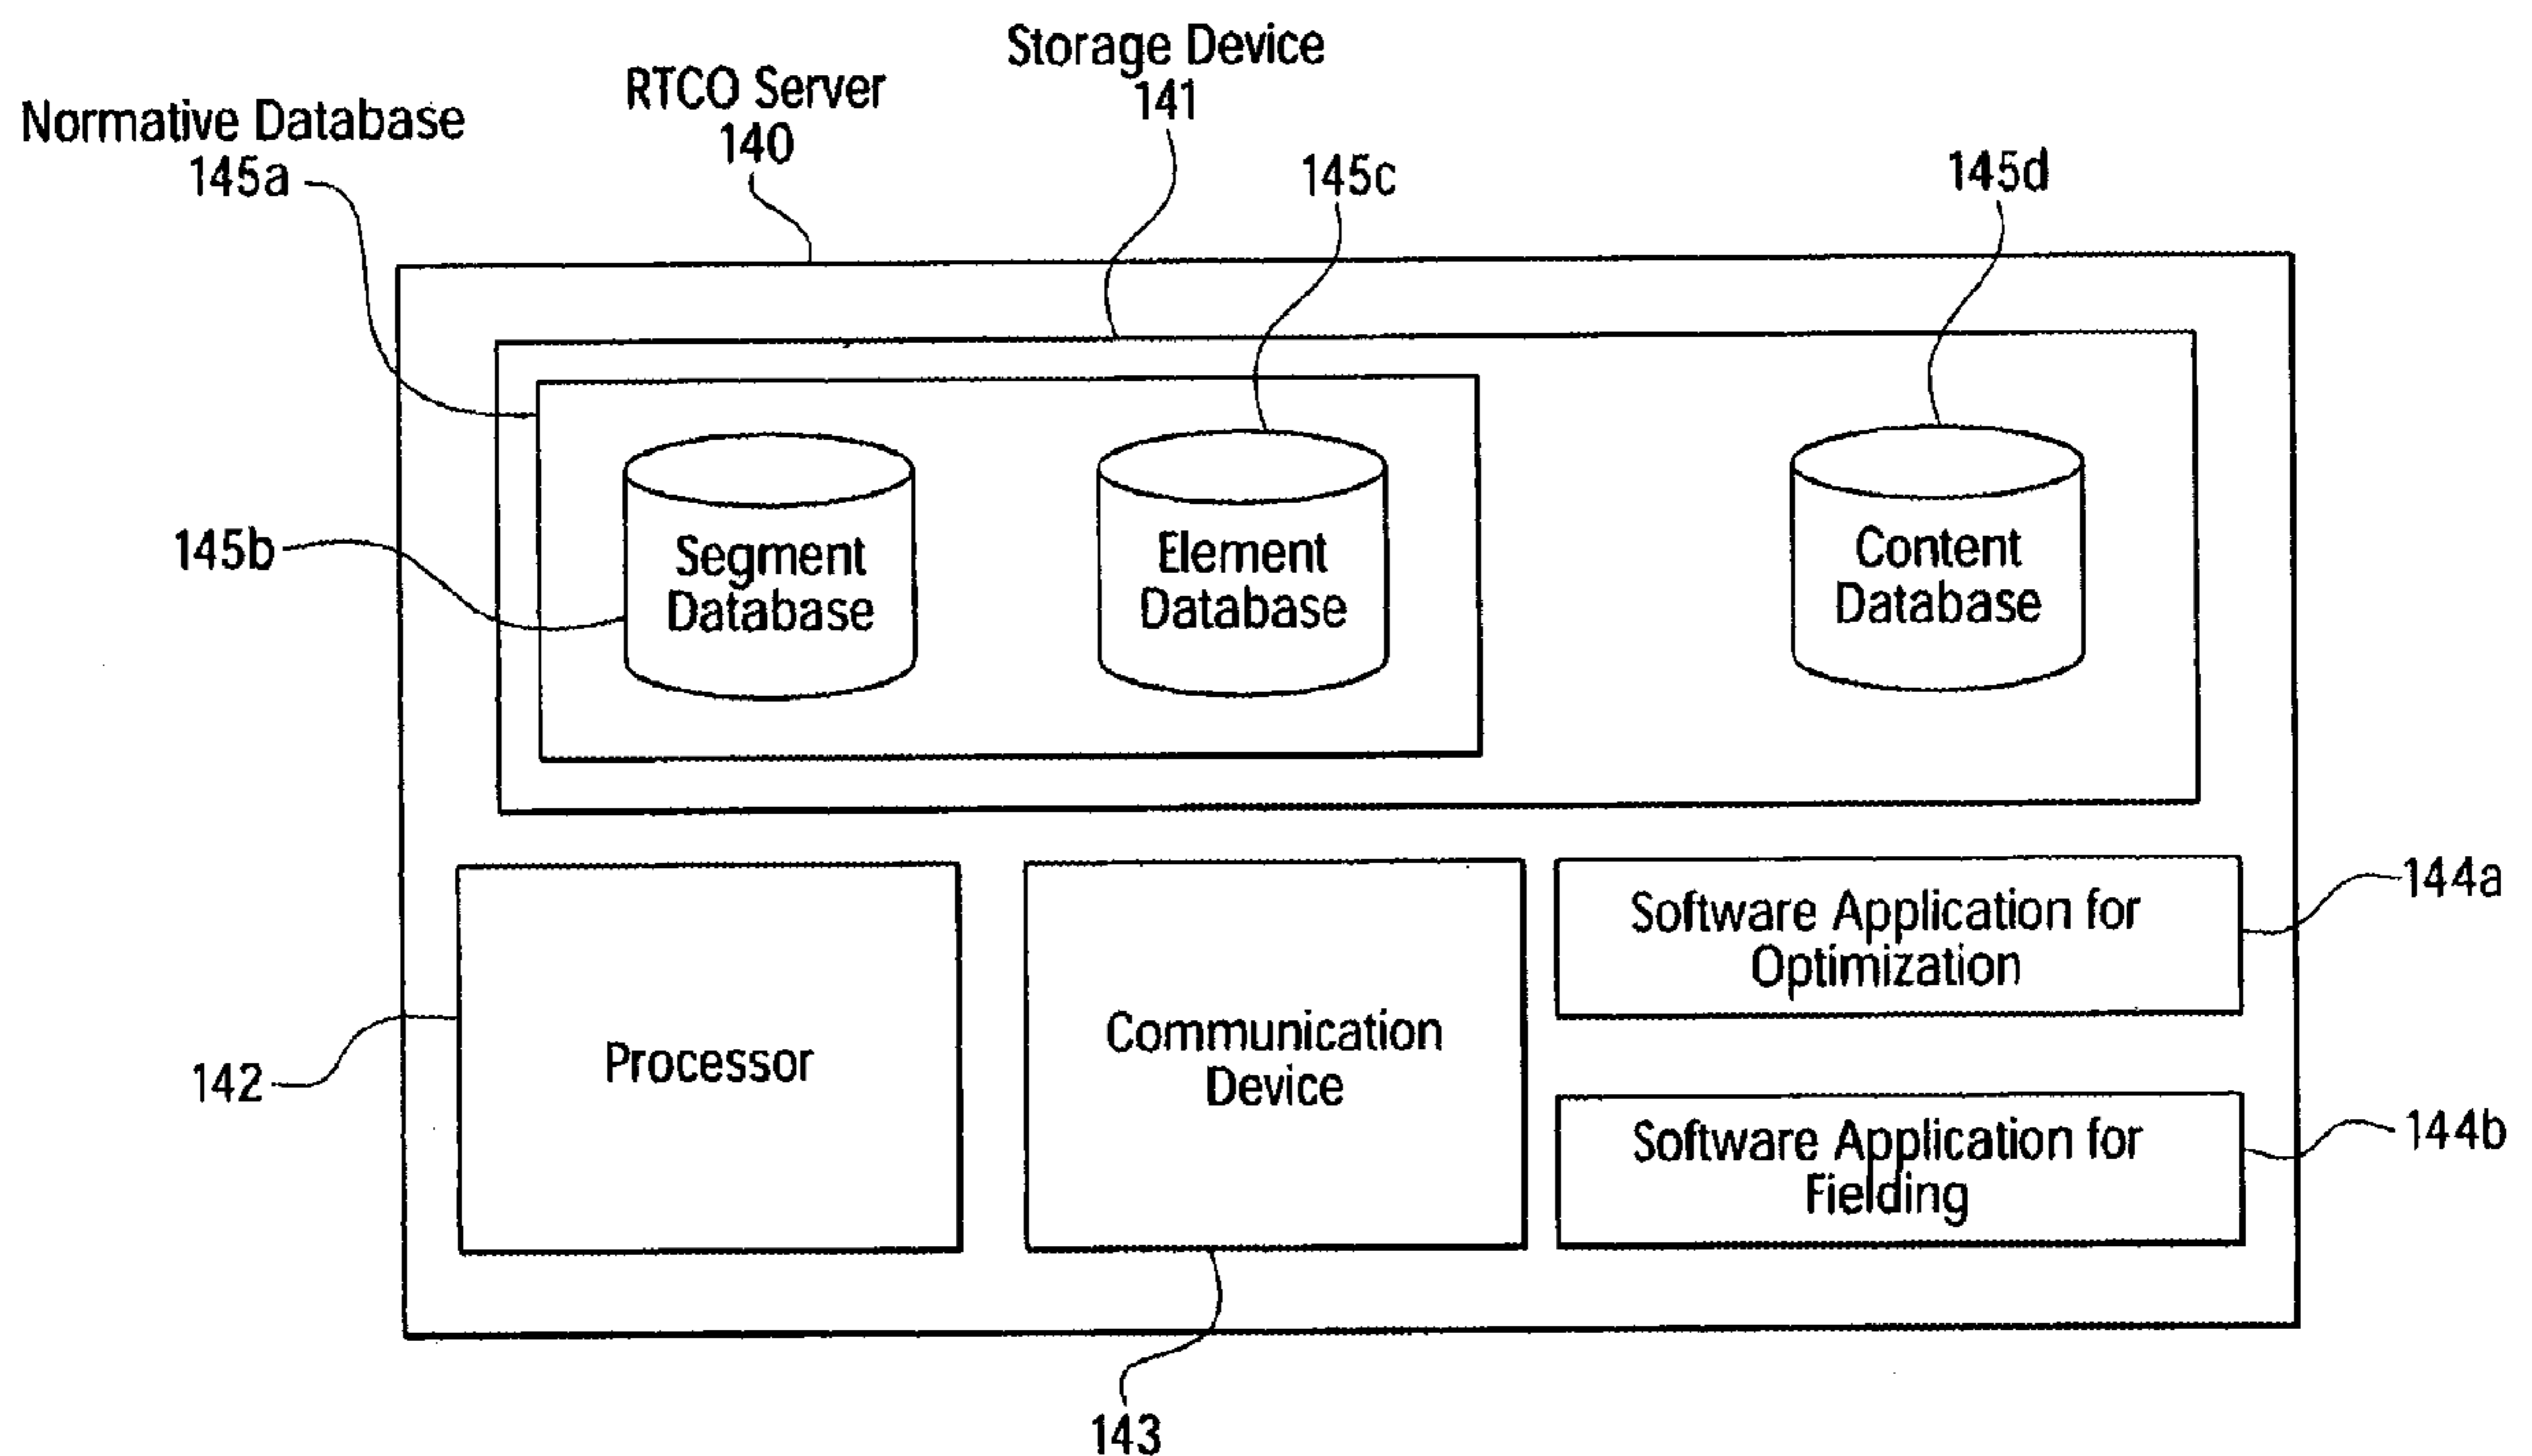 Storage Device
141
RTCO Server
140
Normative Database
145a
145c
145d
145b
Segment
Database
Element
Database
Content
Database
144a
Software Application for
Optimization
142
Processor
Communication
Device
Software Application for
Fielding
144b
143